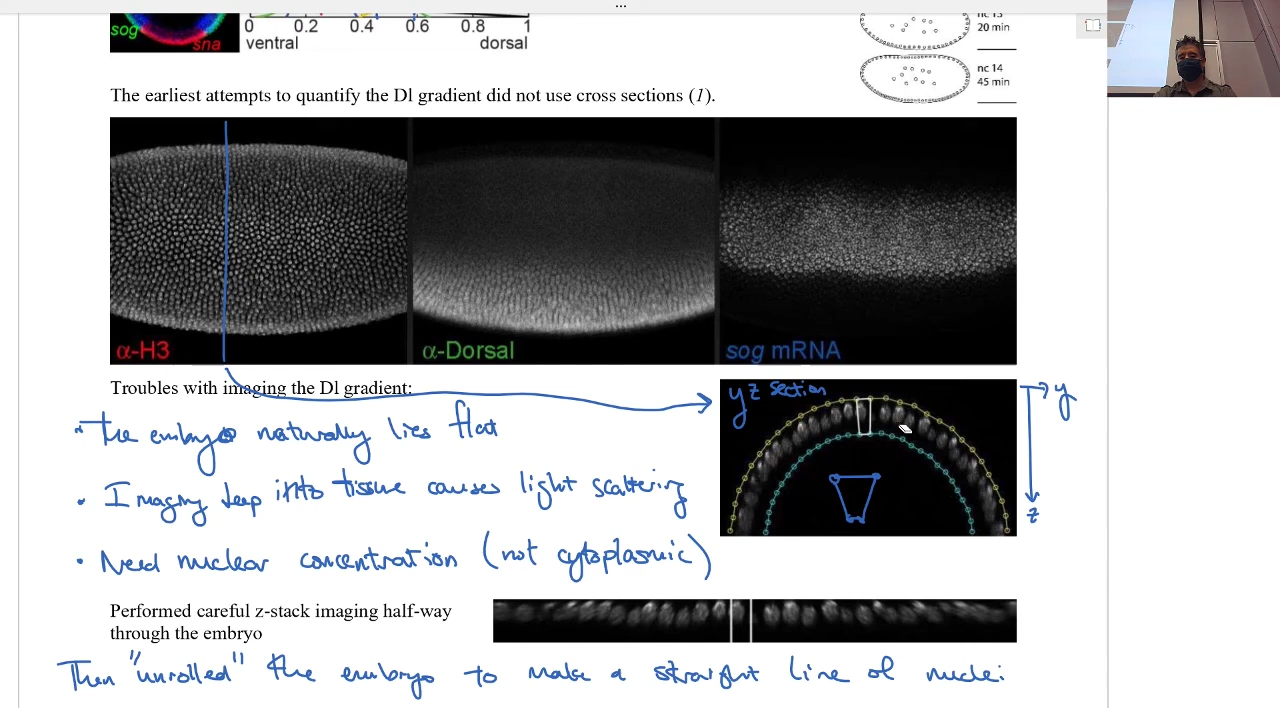 ...
sog
sna
0 0.2 0.4 0.6 0.8 1
ventral dorsal
nc 13
20 min
nc 14
45 min
The earliest attempts to quantify the Dl gradient did not use cross sections (1).
α-H3
α-Dorsal
sog mRNA
Troubles with imaging the Dl gradient:
yz section
y
z
• The embryo naturally lies flat
• Imaging deep into tissue causes light scattering
• Need nuclear concentration (not cytoplasmic)
Performed careful z-stack imaging half-way
through the embryo
Then "unrolled" the embryo to make a straight line of nuclei